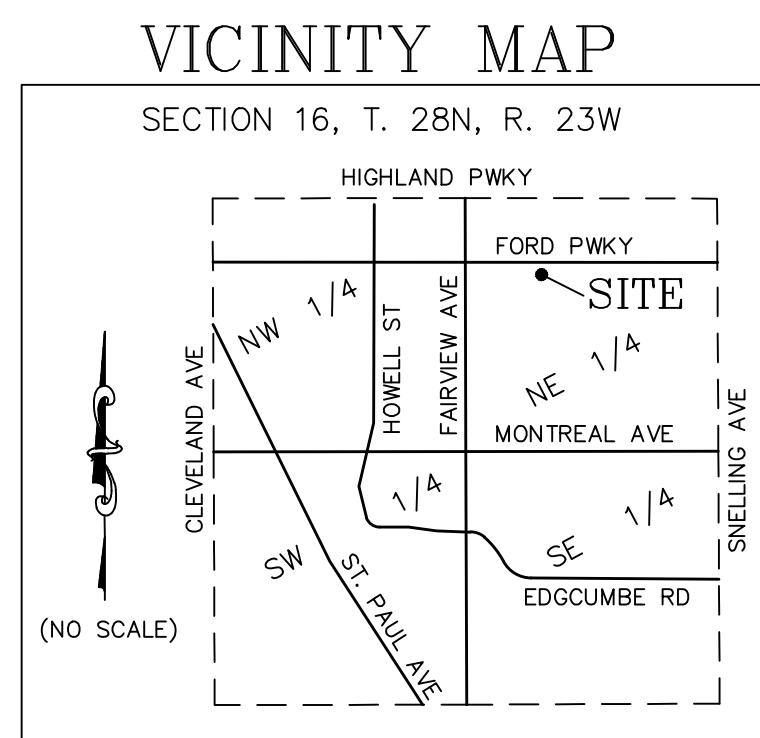 VICINITY MAP
SECTION 16, T. 28N, R. 23W
HIGHLAND PWKY
FORD PWKY
SITE
NW 1/4
HOWELL ST
FAIRVIEW AVE
NE 1/4
CLEVELAND AVE
MONTREAL AVE
SNELLING AVE
SW 1/4
SE 1/4
ST. PAUL AVE
EDGCUMBE RD
(NO SCALE)